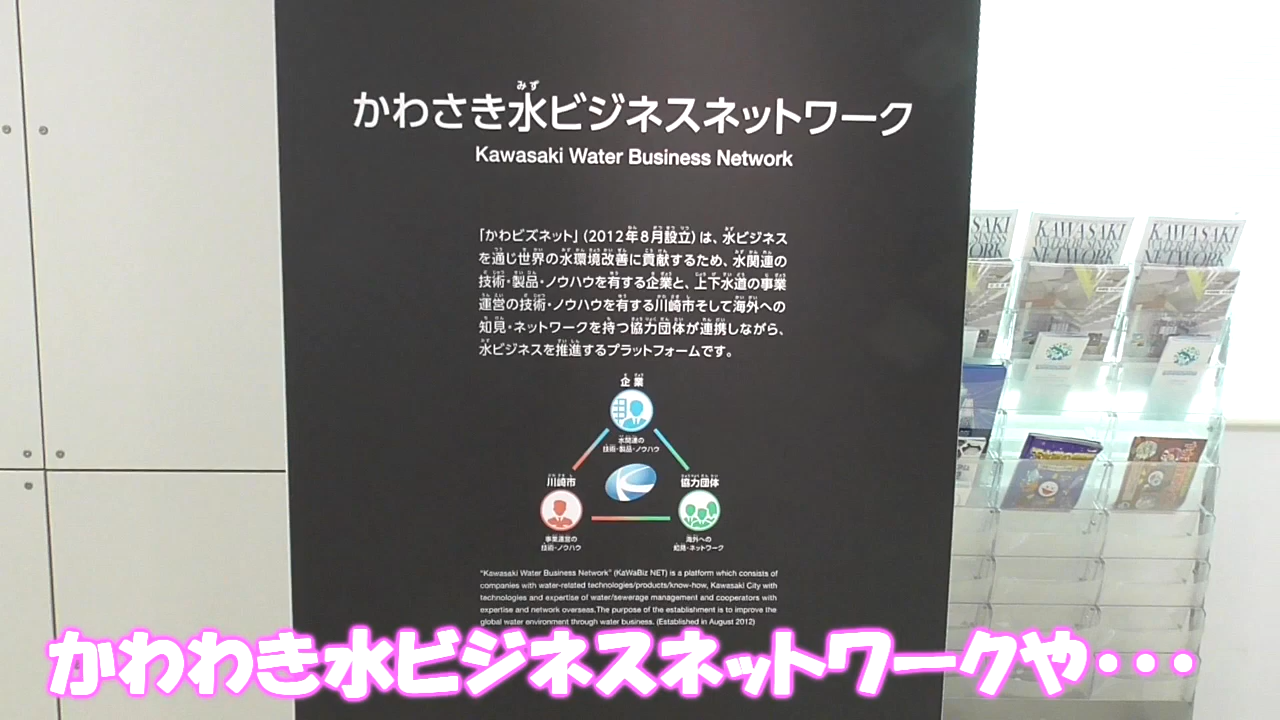 かわさき水ビジネスネットワーク
みず
Kawasaki Water Business Network
「かわビズネット」(2012年8月設立)は、水ビジネス
を通じ世界の水環境改善に貢献するため、水関連の
技術・製品・ノウハウを有する企業と、上下水道の事業
運営の技術・ノウハウを有する川崎市そして海外への
知見・ネットワークを持つ協力団体が連携しながら、
水ビジネスを推進するプラットフォームです。
企業
水関連の
技術・製品・ノウハウ
川崎市
事業運営の
技術・ノウハウ
協力団体
海外への
知見・ネットワーク
"Kawasaki Water Business Network" (KaWaBiz NET) is a platform which consists of
companies with water-related technologies/products/know-how, Kawasaki City with
technologies and expertise of water/sewerage management and cooperators with
expertise and network overseas.The purpose of the establishment is to improve the
global water environment through water business. (Established in August 2012)
KAWASAKI
NETWORK
KAWASAKI
NETWORK
かわわき水ビジネスネットワークや・・・